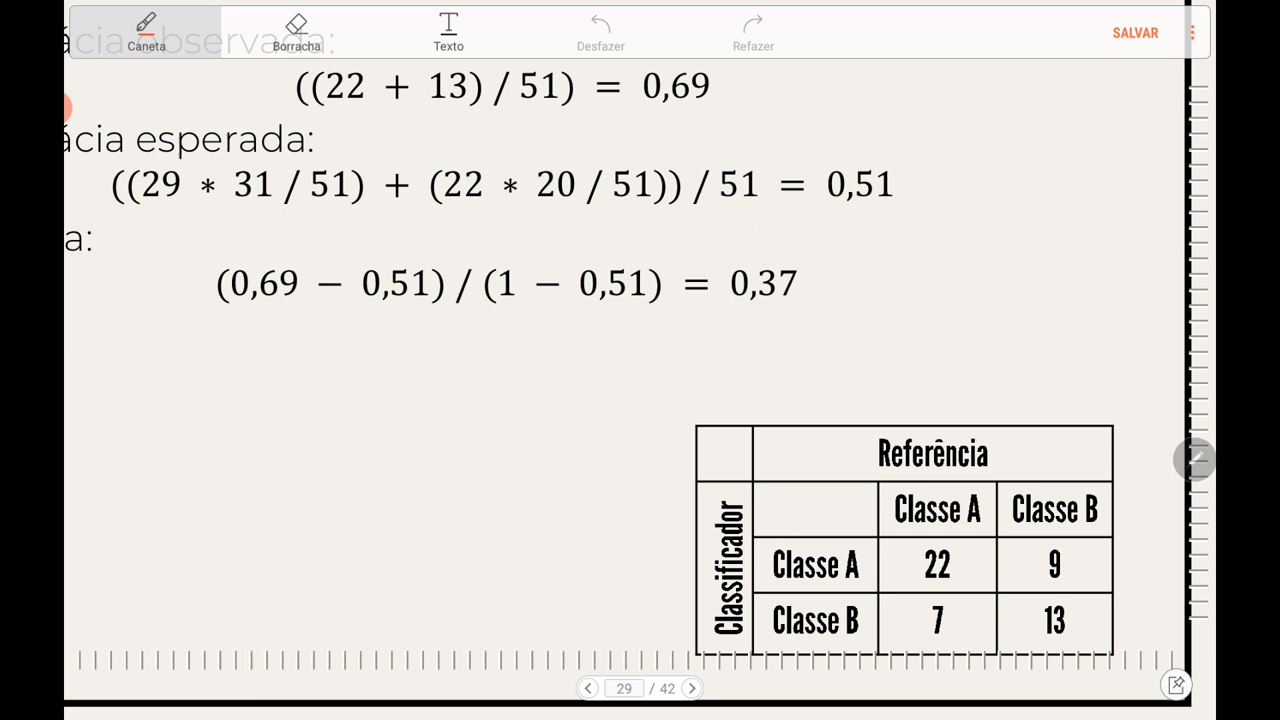 Caneta
Borracha
Texto
Desfazer
Refazer
SALVAR
ácia observada:
((22 + 13) / 51) = 0,69
ácia esperada:
((29 * 31 / 51) + (22 * 20 / 51)) / 51 = 0,51
a:
(0,69 − 0,51) / (1 − 0,51) = 0,37
Referência
Classificador
Classe A Classe B
Classe A 22 9
Classe B 7 13
29 / 42